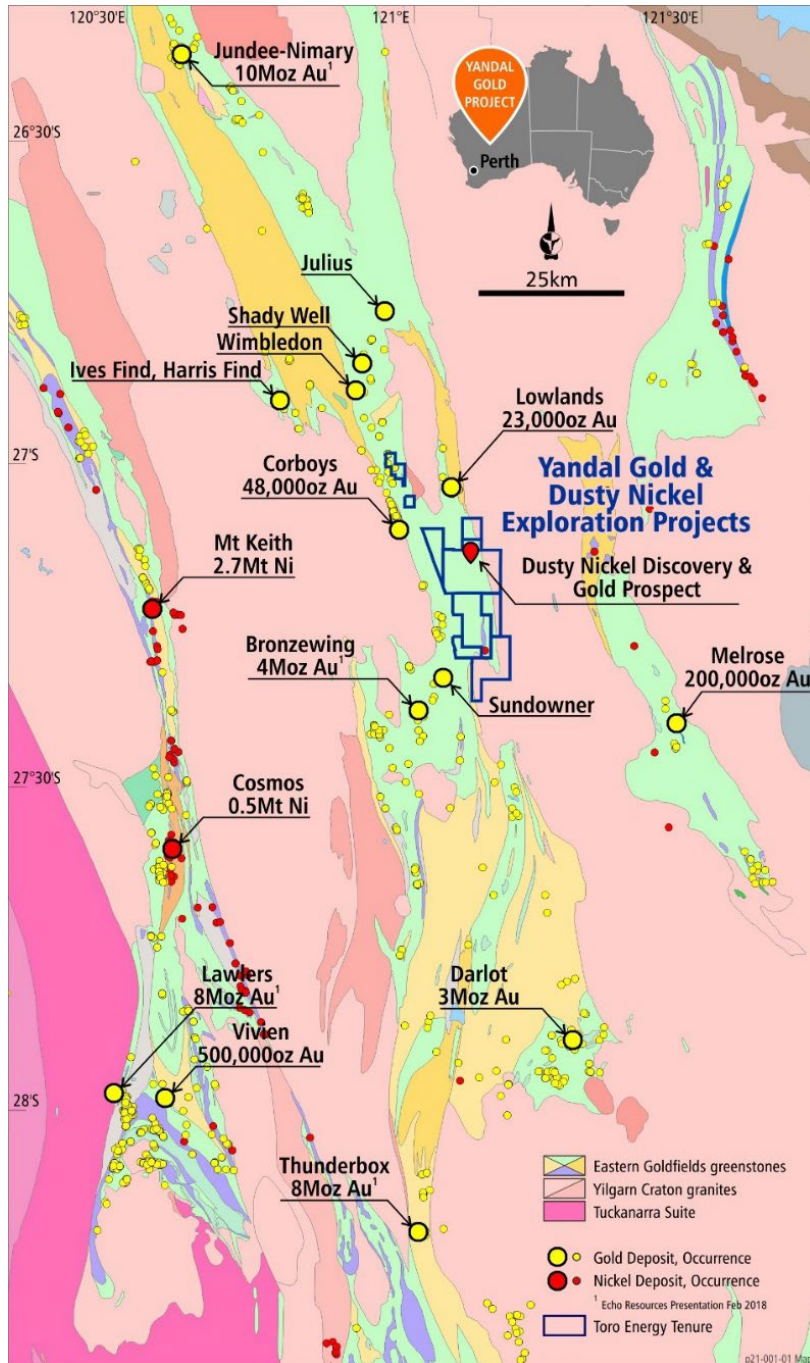 120°30'E
121°E
121°30'E
Jundee-Nimary
10Moz Au¹
YANDAL
GOLD
PROJECT
Perth
26°30'S
25km
Julius
Shady Well
Wimbledon
Ives Find, Harris Find
Lowlands
23,000oz Au
27°S
Corboys
48,000oz Au
Yandal Gold &
Dusty Nickel
Exploration Projects
Mt Keith
2.7Mt Ni
Dusty Nickel Discovery &
Gold Prospect
Bronzewing
4Moz Au¹
Melrose
200,000oz Au
Sundowner
27°30'S
Cosmos
0.5Mt Ni
Lawlers
8Moz Au¹
Darlot
3Moz Au
Vivien
500,000oz Au
28°S
Thunderbox
8Moz Au¹
Eastern Goldfields greenstones
Yilgarn Craton granites
Tuckanarra Suite
Gold Deposit, Occurrence
Nickel Deposit, Occurrence
¹ Echo Resources Presentation Feb 2018
Toro Energy Tenure
p21-001-01 Ma